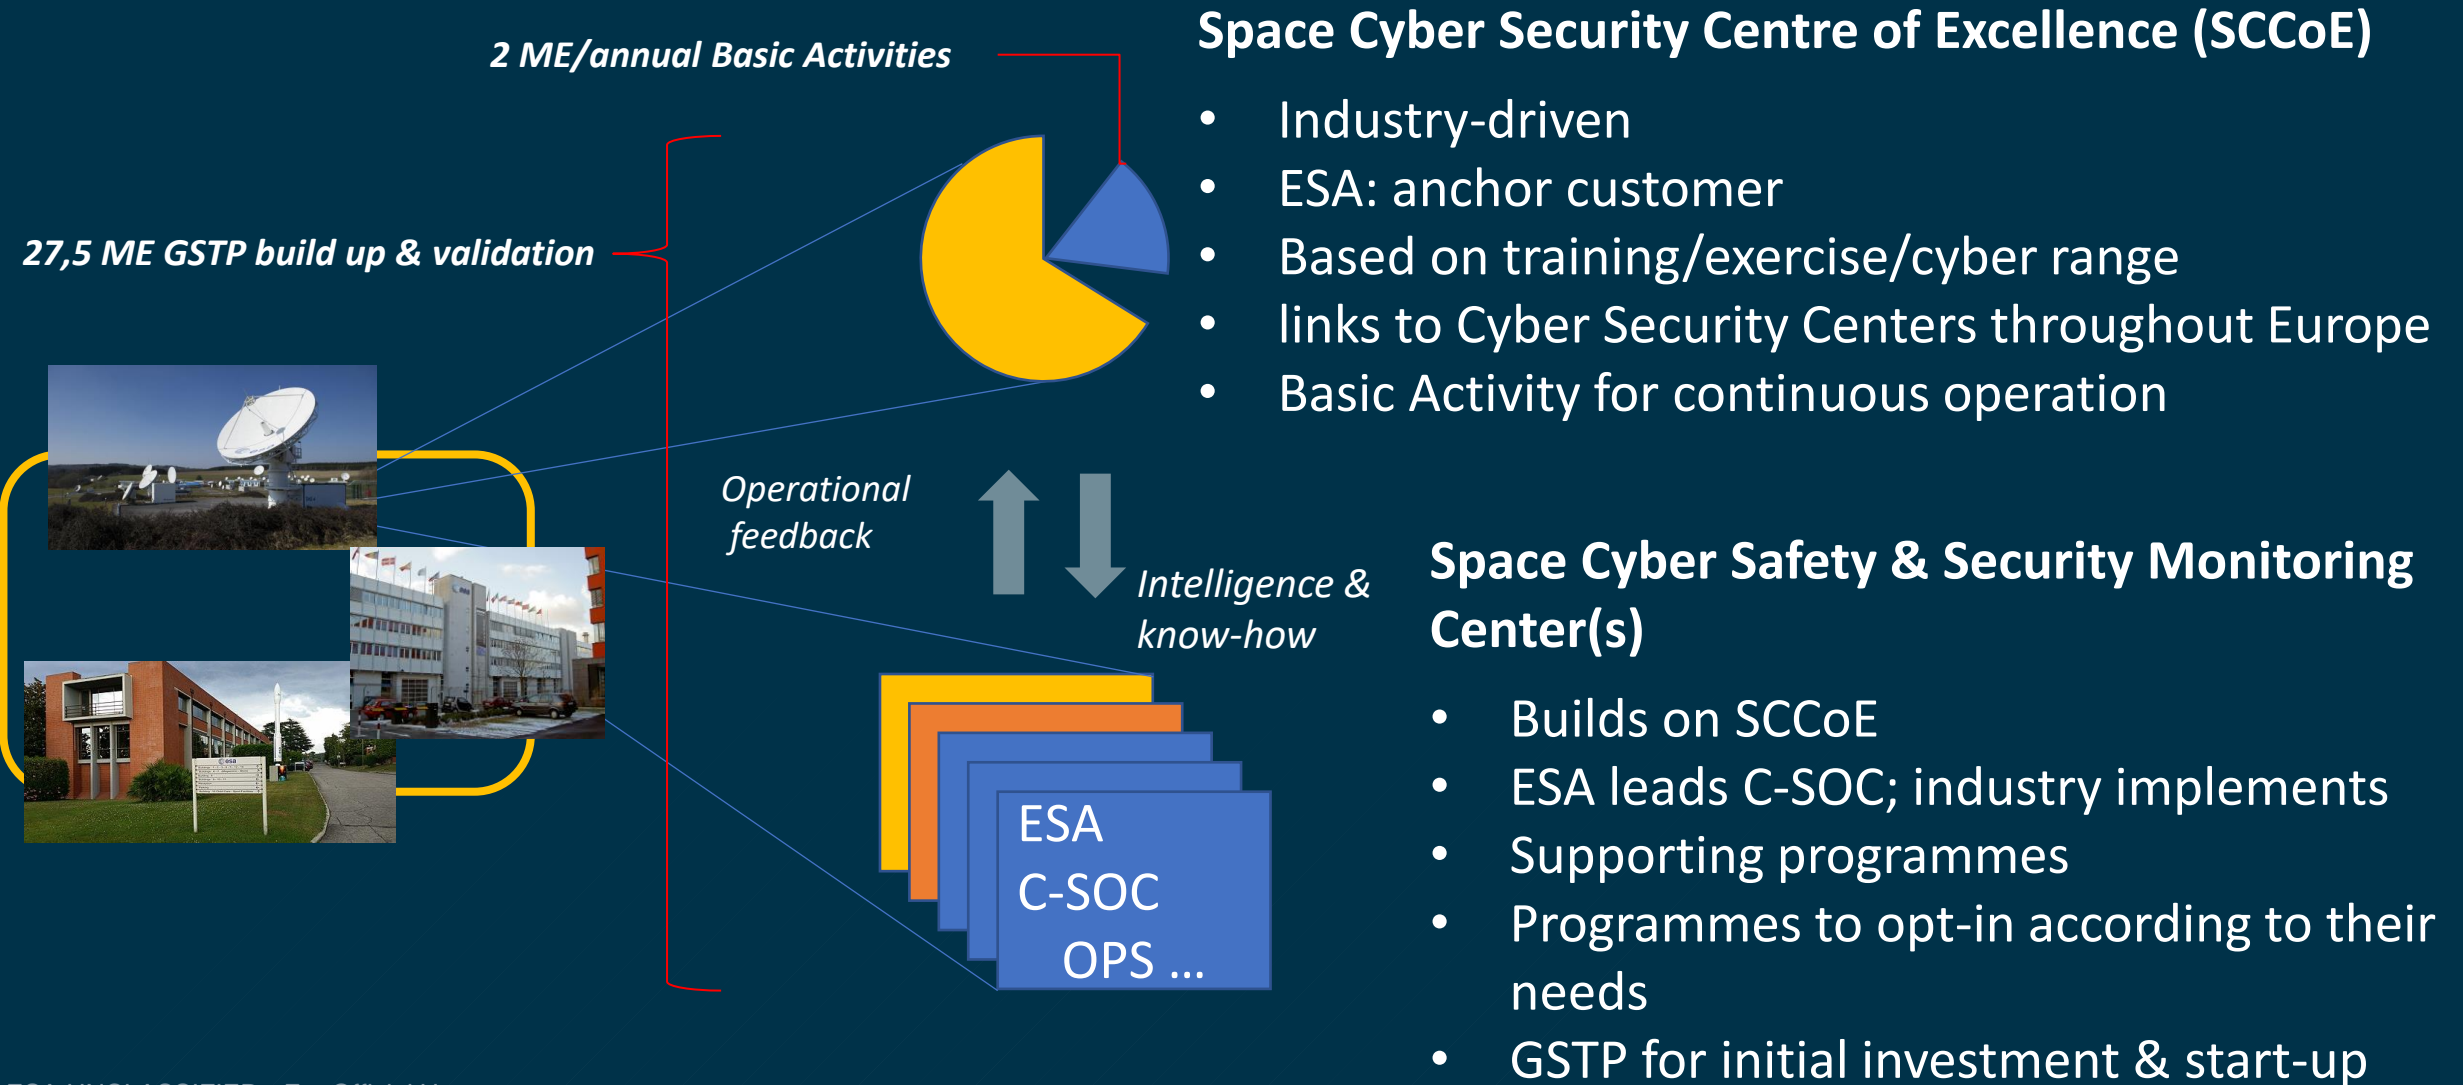 Space Cyber Security Centre of Excellence (SCCoE)
2 ME/annual Basic Activities
• Industry-driven
• ESA: anchor customer
• Based on training/exercise/cyber range
• links to Cyber Security Centers throughout Europe
• Basic Activity for continuous operation
27,5 ME GSTP build up & validation
Operational
feedback
Intelligence &
know-how
Space Cyber Safety & Security Monitoring
Center(s)
• Builds on SCCoE
• ESA leads C-SOC; industry implements
• Supporting programmes
• Programmes to opt-in according to their
needs
• GSTP for initial investment & start-up
esa
ESA
C-SOC
OPS ...